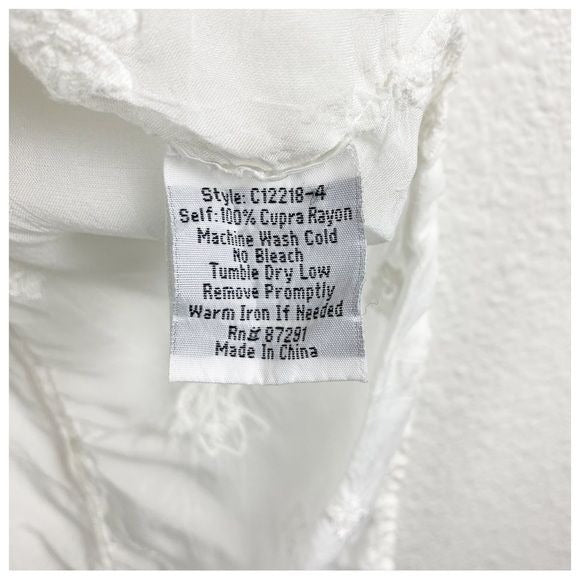 Style: C12218-4
Self:100% Cupra Rayon
Machine Wash Cold
No Bleach
Tumble Dry Low
Remove Promptly
Warm Iron If Needed
Rn# 87291
Made In China